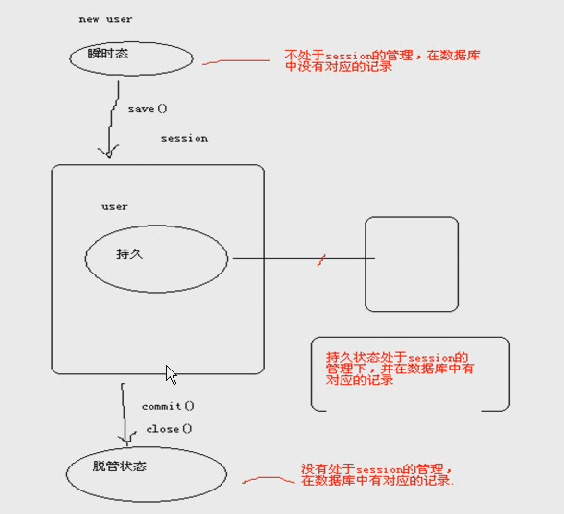 new user
瞬时态
不处于session的管理，在数据库
中没有对应的记录
save()
session
user
持久
持久状态处于session的
管理下，并在数据库中有
对应的记录
commit()
close()
脱管状态
没有处于session的管理，
在数据库中有对应的记录.